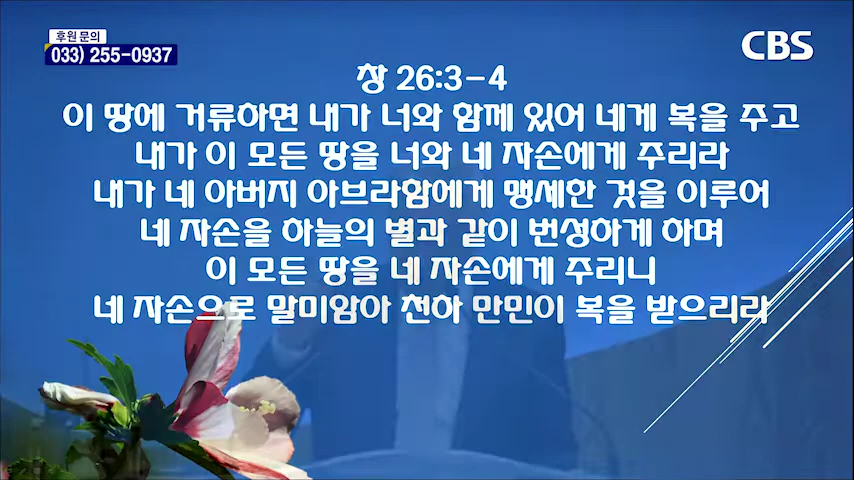 후원 문의
033) 255-0937
CBS
창 26:3-4
이 땅에 거류하면 내가 너와 함께 있어 네게 복을 주고
내가 이 모든 땅을 너와 네 자손에게 주리라
내가 네 아버지 아브라함에게 맹세한 것을 이루어
네 자손을 하늘의 별과 같이 번성하게 하며
이 모든 땅을 네 자손에게 주리니
네 자손으로 말미암아 천하 만민이 복을 받으리라